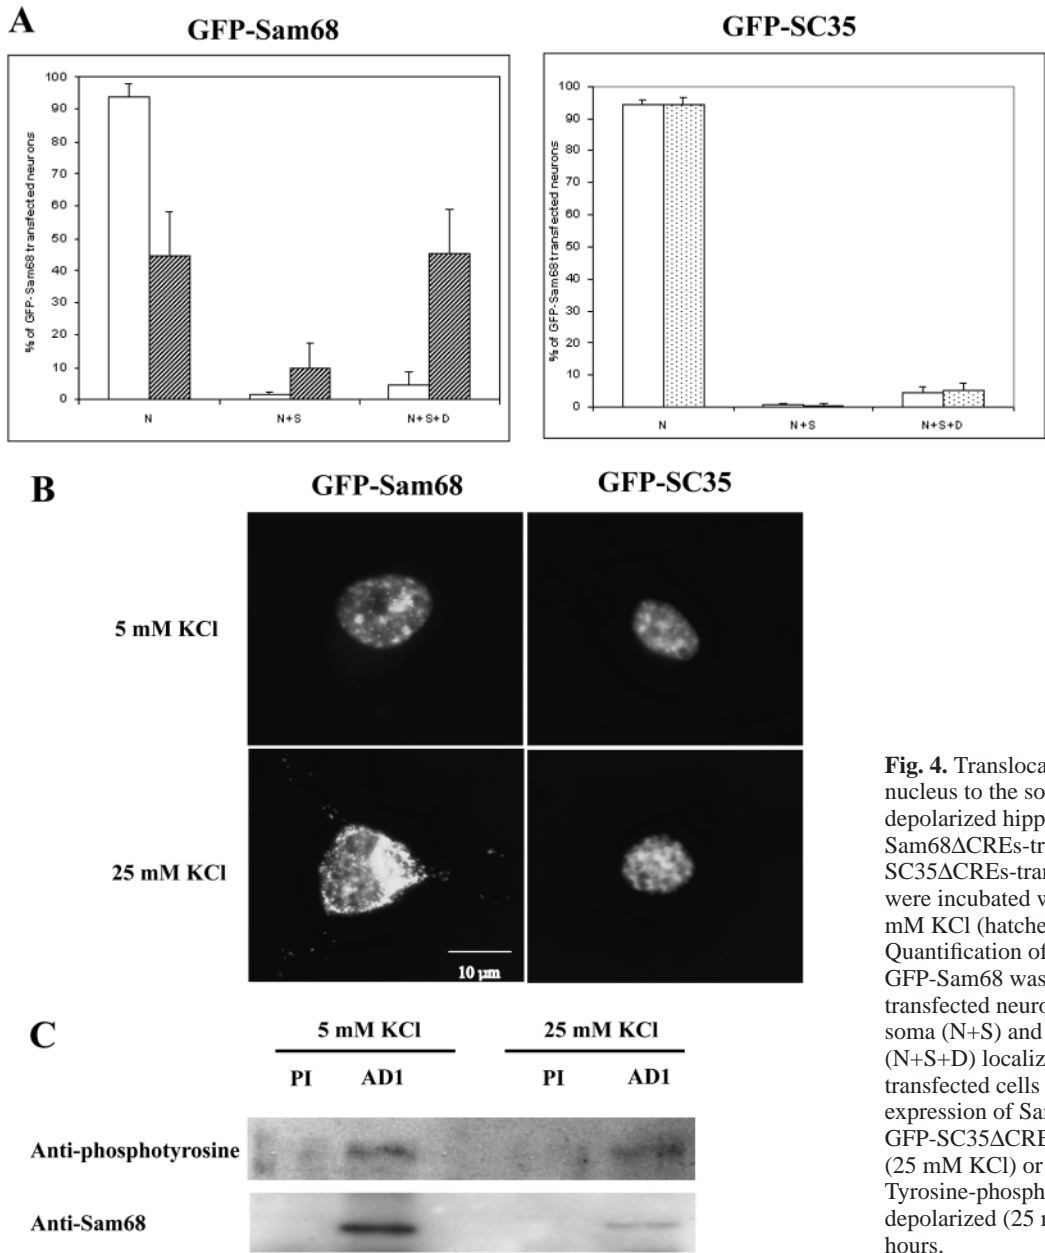 A
GFP-Sam68
GFP-SC35
% of GFP-Sam68 transfected neurons
100
90
80
70
60
50
40
30
20
10
0
N
N+S
N+S+D
% of GFP-Sam68 transfected neurons
100
90
80
70
60
50
40
30
20
10
0
N
N+S
N+S+D
B
GFP-Sam68
GFP-SC35
5 mM KCl
25 mM KCl
10 µm
C
5 mM KCl
25 mM KCl
PI
AD1
PI
AD1
Anti-phosphotyrosine
Anti-Sam68
Fig. 4. Transloca
nucleus to the so
depolarized hipp
Sam68ΔCREs-tr
SC35ΔCREs-tran
were incubated w
mM KCl (hatche
Quantification of
GFP-Sam68 was
transfected neuro
soma (N+S) and
(N+S+D) localiz
transfected cells
expression of Sa
GFP-SC35ΔCRE
(25 mM KCl) or
Tyrosine-phosph
depolarized (25 m
hours.